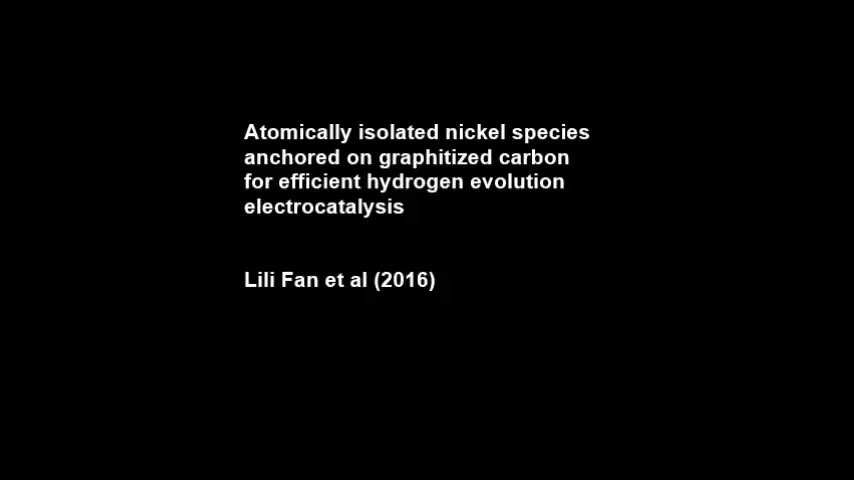 Atomically isolated nickel species
anchored on graphitized carbon
for efficient hydrogen evolution
electrocatalysis
Lili Fan et al (2016)